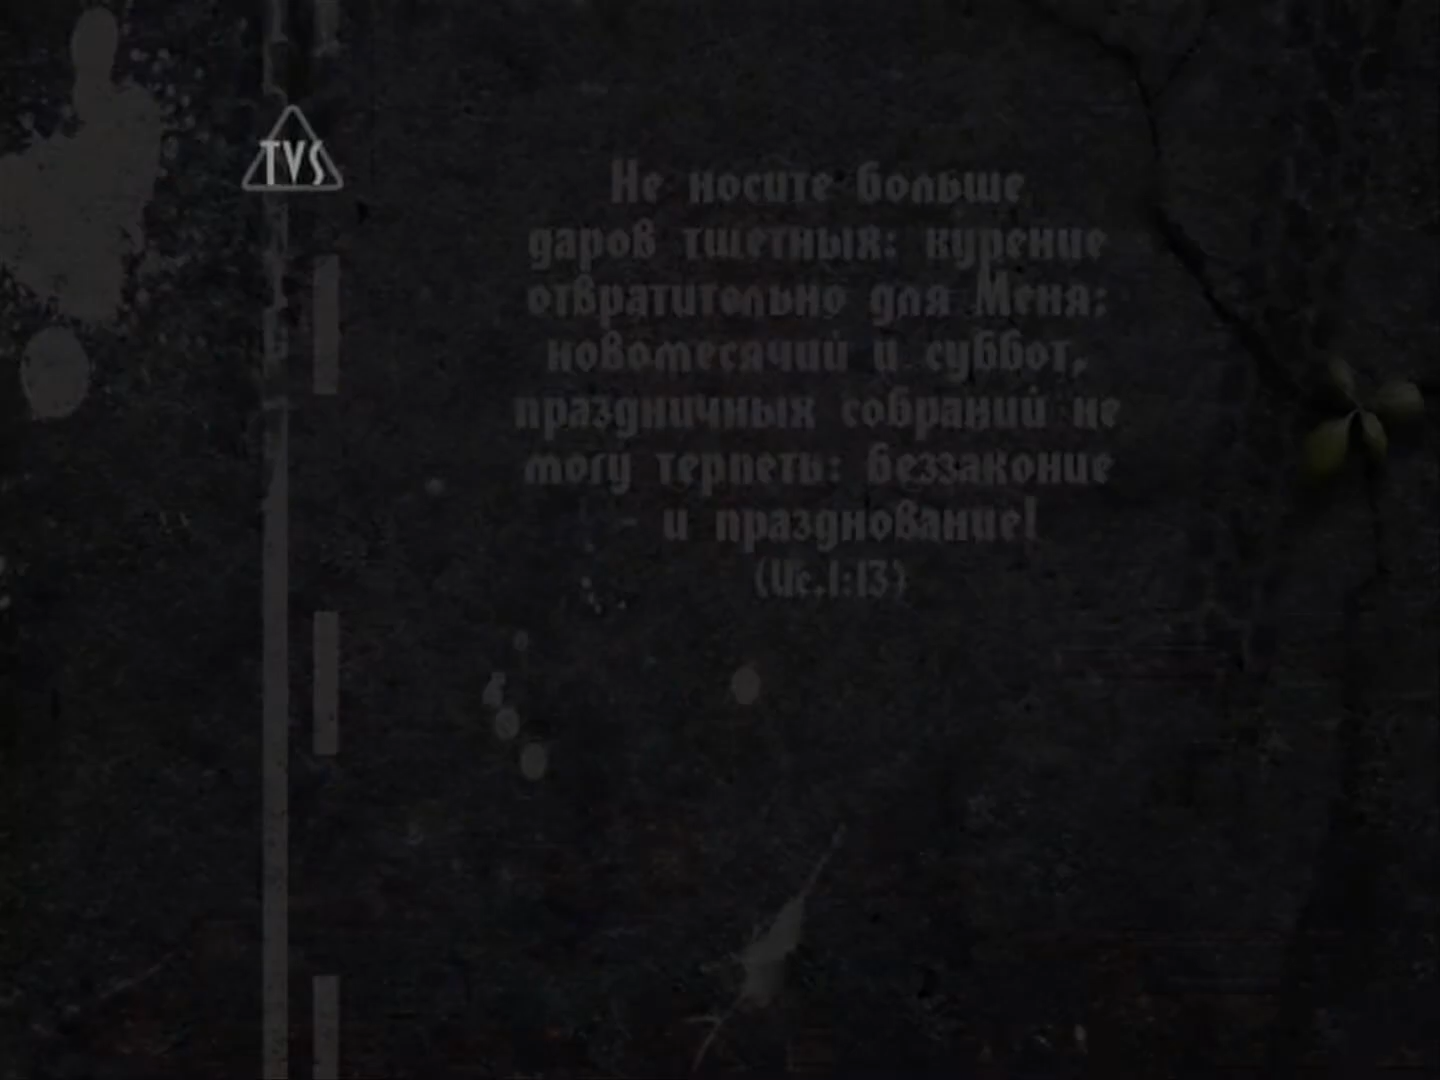 TVS
Не носите больше
даров тщетных: курение
отвратительно для Меня;
новомесячий и суббот,
праздничных собраний не
могу терпеть: беззаконие
- и празднование!
(Ис.1:13)